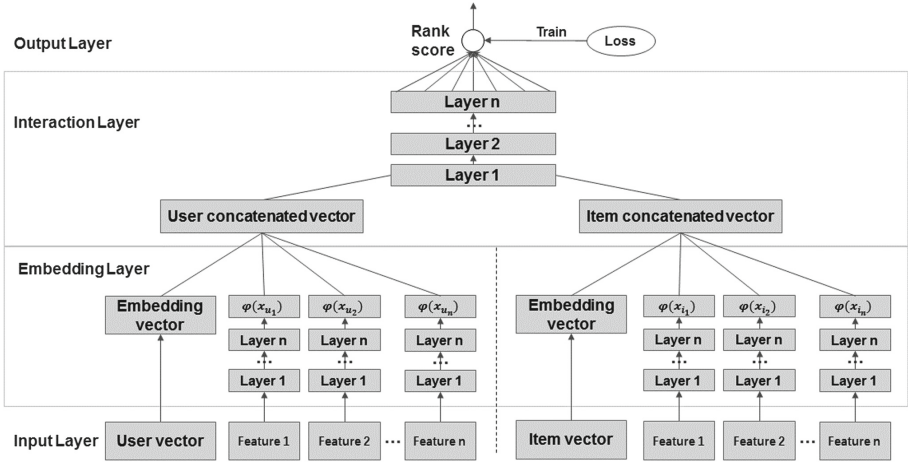 Output Layer
Rank
score
Train
Loss
Interaction Layer
Layer n
...
Layer 2
Layer 1
User concatenated vector
Item concatenated vector
Embedding Layer
Embedding
vector
φ(x_{u_1})
φ(x_{u_2})
φ(x_{u_n})
Embedding
vector
φ(x_{i_1})
φ(x_{i_2})
φ(x_{i_n})
Layer n
Layer n
Layer n
Layer n
Layer n
Layer n
... ... ... ... ... ...
Layer 1
Layer 1
Layer 1
Layer 1
Layer 1
Layer 1
Input Layer
User vector
Feature 1
Feature 2
...
Feature n
Item vector
Feature 1
Feature 2
...
Feature n